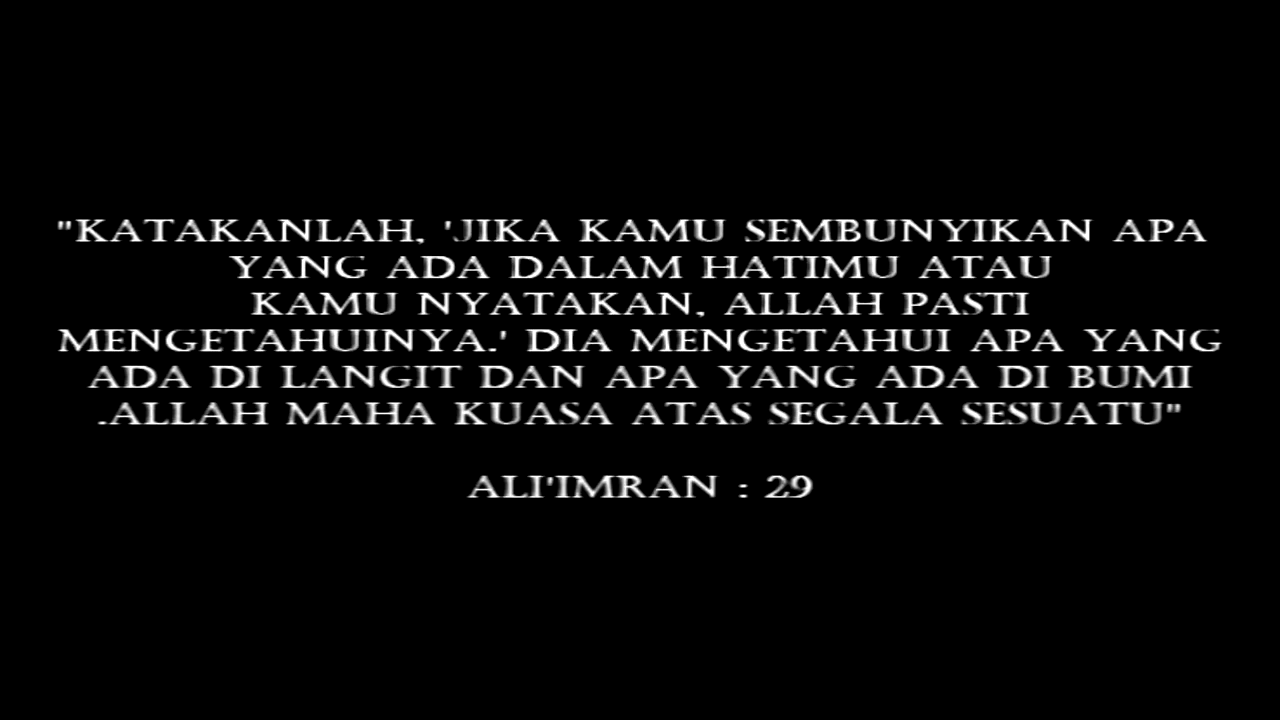 "KATAKANLAH, 'JIKA KAMU SEMBUNYIKAN APA
YANG ADA DALAM HATIMU ATAU
KAMU NYATAKAN, ALLAH PASTI
MENGETAHUINYA.' DIA MENGETAHUI APA YANG
ADA DI LANGIT DAN APA YANG ADA DI BUMI
.ALLAH MAHA KUASA ATAS SEGALA SESUATU"
ALI'IMRAN : 29